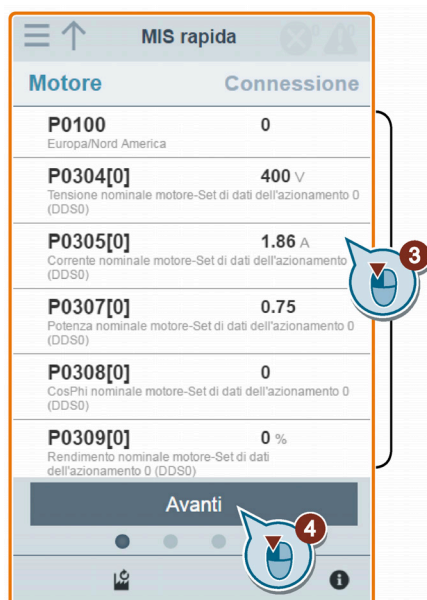 MIS rapida
Motore Connessione
P0100 0
Europa/Nord America
P0304[0] 400 V
Tensione nominale motore-Set di dati dell'azionamento 0
(DDS0)
P0305[0] 1.86 A
Corrente nominale motore-Set di dati dell'azionamento
(DDS0)
3
P0307[0] 0.75
Potenza nominale motore-Set di dati dell'azionamento 0
(DDS0)
P0308[0] 0
CosPhi nominale motore-Set di dati dell'azionamento 0
(DDS0)
P0309[0] 0 %
Rendimento nominale motore-Set di dati
dell'azionamento 0 (DDS0)
Avanti
4